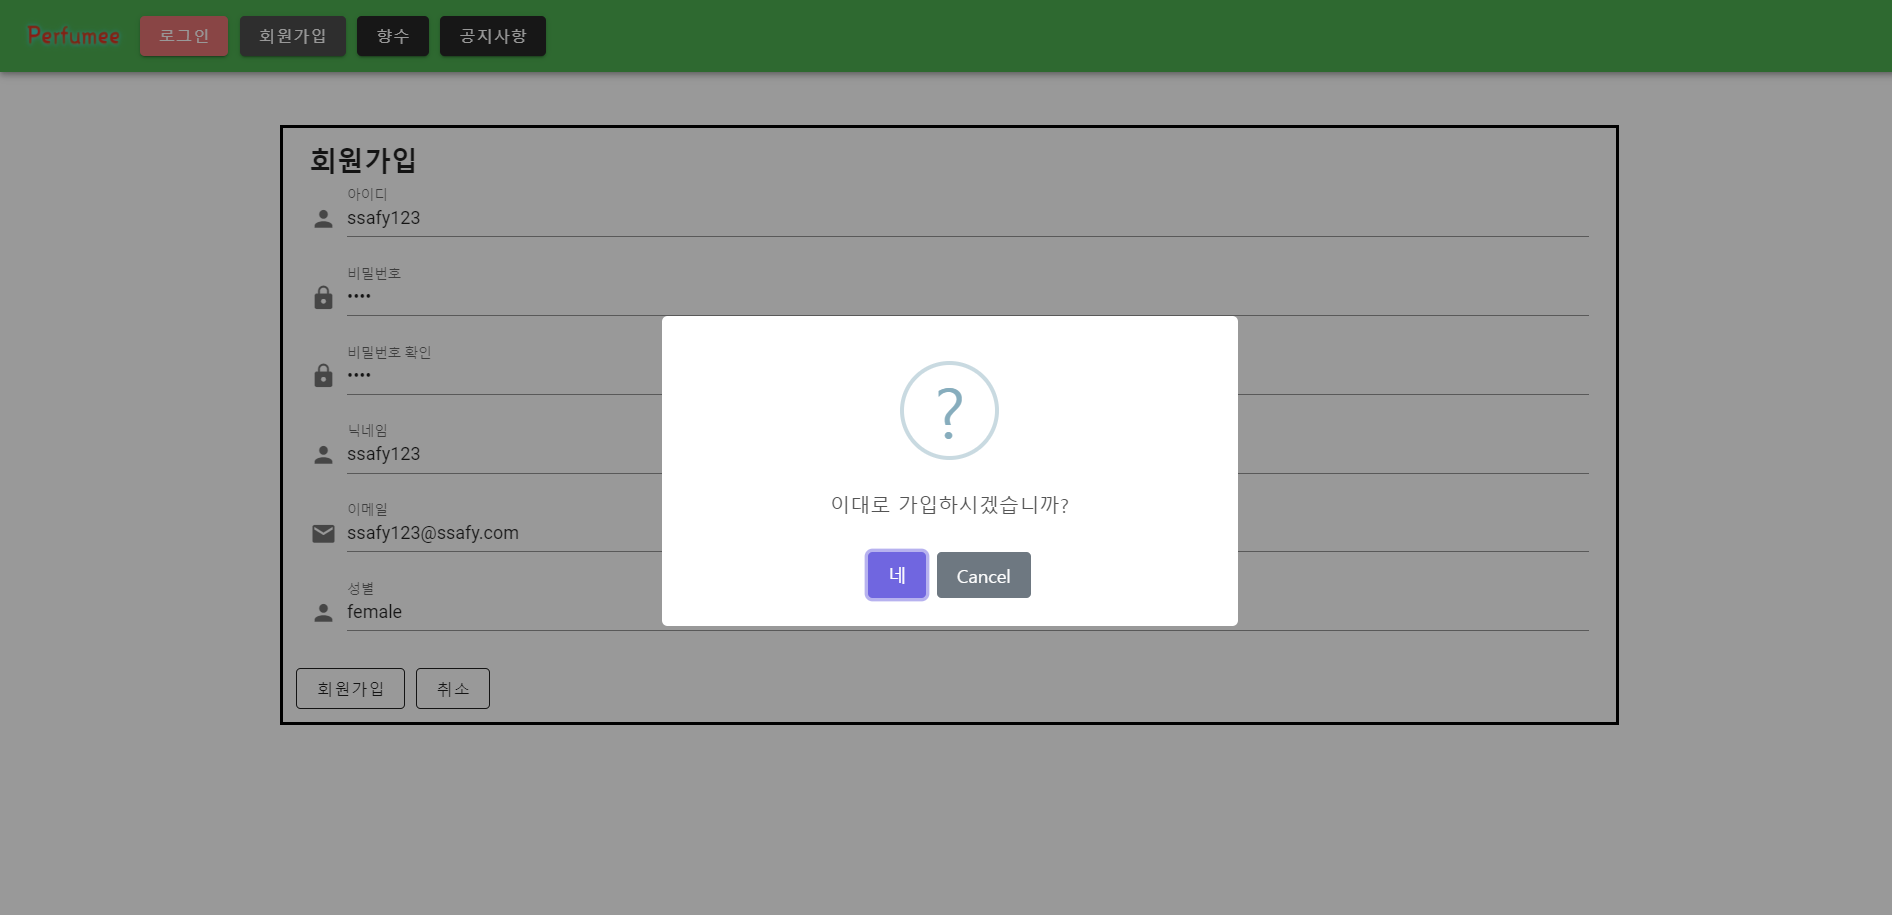 Perfumee 로그인 회원가입 향수 공지사항
회원가입
아이디
ssafy123
비밀번호
••••
비밀번호 확인
••••
닉네임
ssafy123
이메일
ssafy123@ssafy.com
성별
female
회원가입 취소
?
이대로 가입하시겠습니까?
네 Cancel